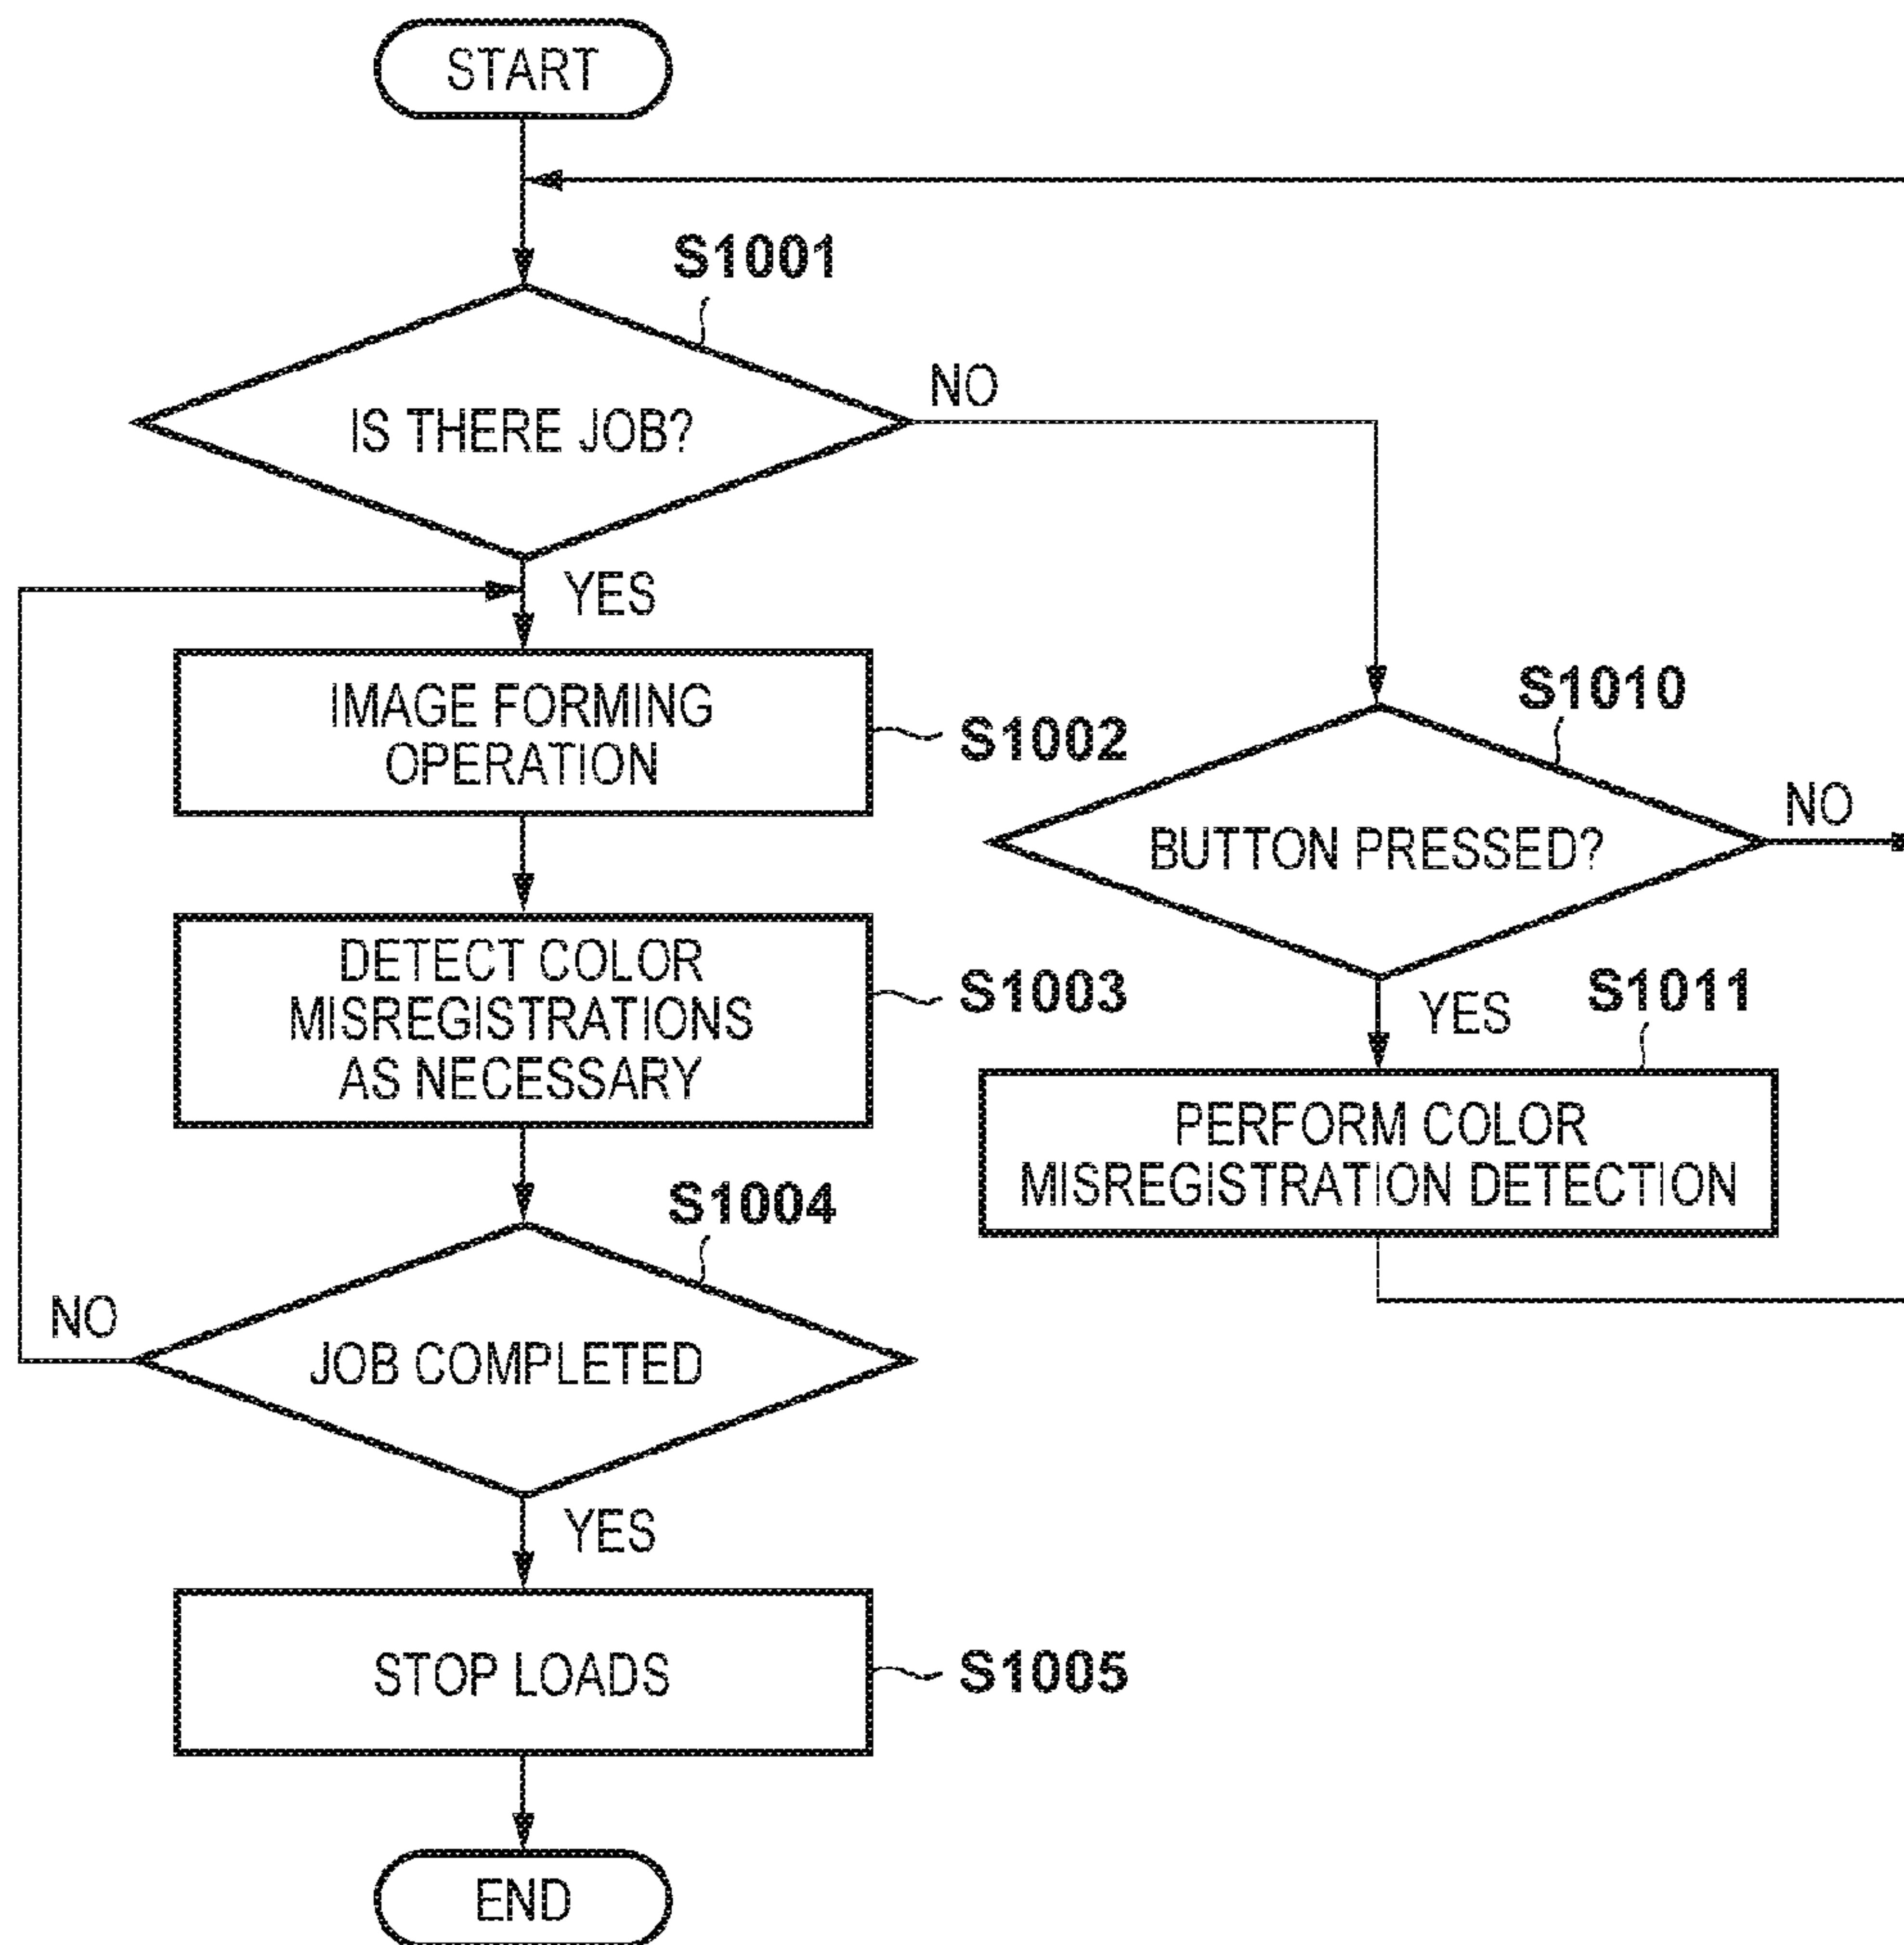 START
S1001
IS THERE JOB?
NO
YES
IMAGE FORMING
OPERATION
S1002
DETECT COLOR
MISREGISTRATIONS
AS NECESSARY
S1003
S1004
JOB COMPLETED
NO
YES
STOP LOADS
S1005
END
S1010
BUTTON PRESSED?
NO
YES
S1011
PERFORM COLOR
MISREGISTRATION DETECTION